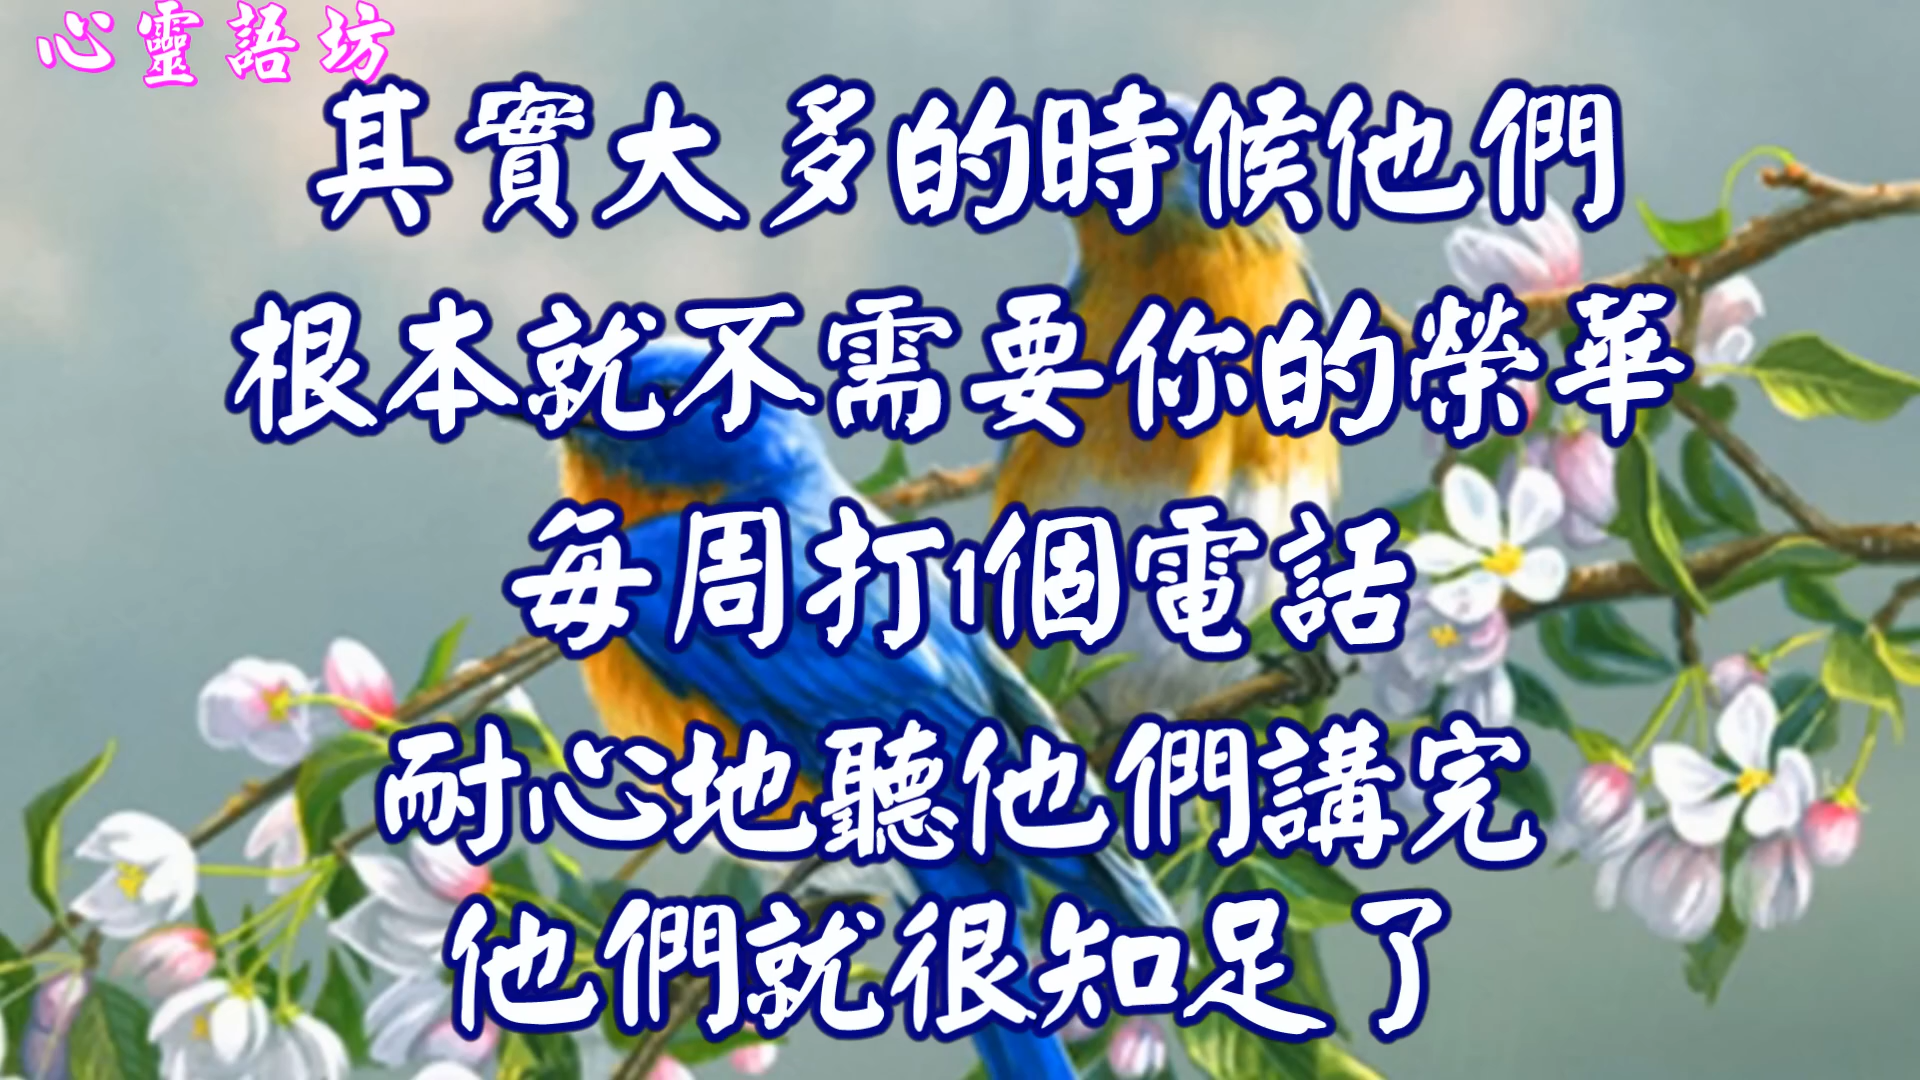 心靈語坊
其實大多的時候他們
根本就不需要你的榮華
每周打1個電話
耐心地聽他們講完
他們就很知足了